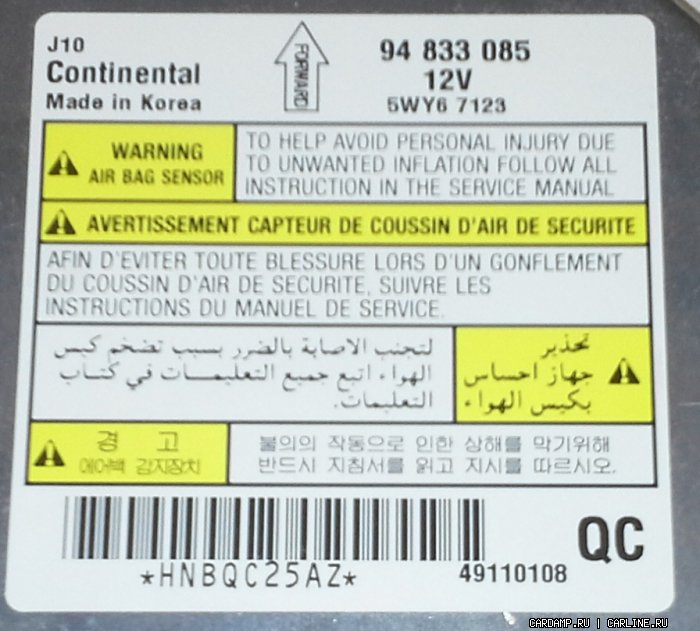 J10
Continental
Made in Korea
FORWARD
94 833 085
12V
5WY6 7123
WARNING
AIR BAG SENSOR
TO HELP AVOID PERSONAL INJURY DUE
TO UNWANTED INFLATION FOLLOW ALL
INSTRUCTION IN THE SERVICE MANUAL
AVERTISSEMENT CAPTEUR DE COUSSIN D'AIR DE SECURITE
AFIN D'EVITER TOUTE BLESSURE LORS D'UN GONFLEMENT
DU COUSSIN D'AIR DE SECURITE, SUIVRE LES
INSTRUCTIONS DU MANUEL DE SERVICE.
تحذير
جهاز احساس
بكيس الهواء
لتجنب الاصابة بالضرر بسبب تضخم كيس
الهواء اتبع جميع التعليمات في كتاب
التعليمات.
경 고
에어백 감지장치
불의의 작동으로 인한 상해를 막기위해
반드시 지침서를 읽고 지시를 따르시오.
*HNBQC25AZ*
49110108
QC
CARDAMP.RU | CARLINE.RU